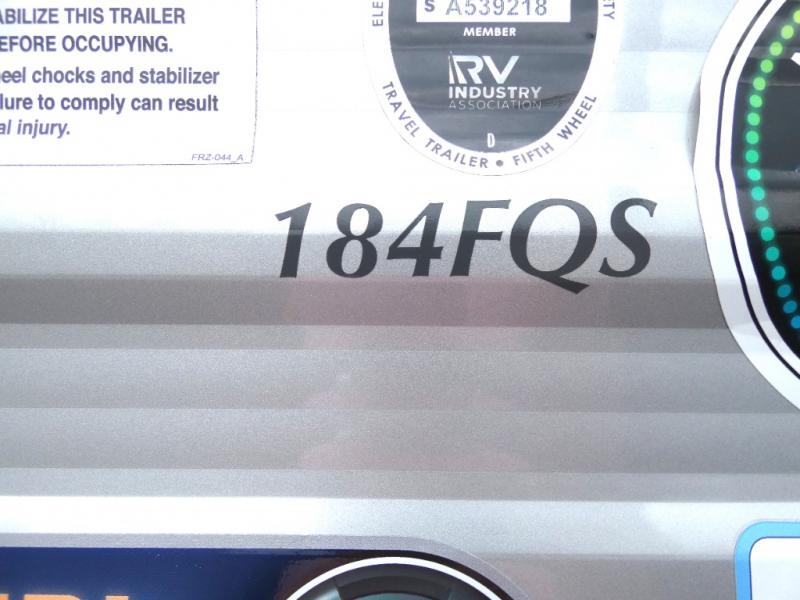 ABILIZE THIS TRAILER
EFORE OCCUPYING.
eel chocks and stabilizer
lure to comply can result
al injury.
FRZ-044_A
S A539218
MEMBER
RV
INDUSTRY
ASSOCIATION
D
TRAVEL TRAILER • FIFTH WHEEL
184FQS